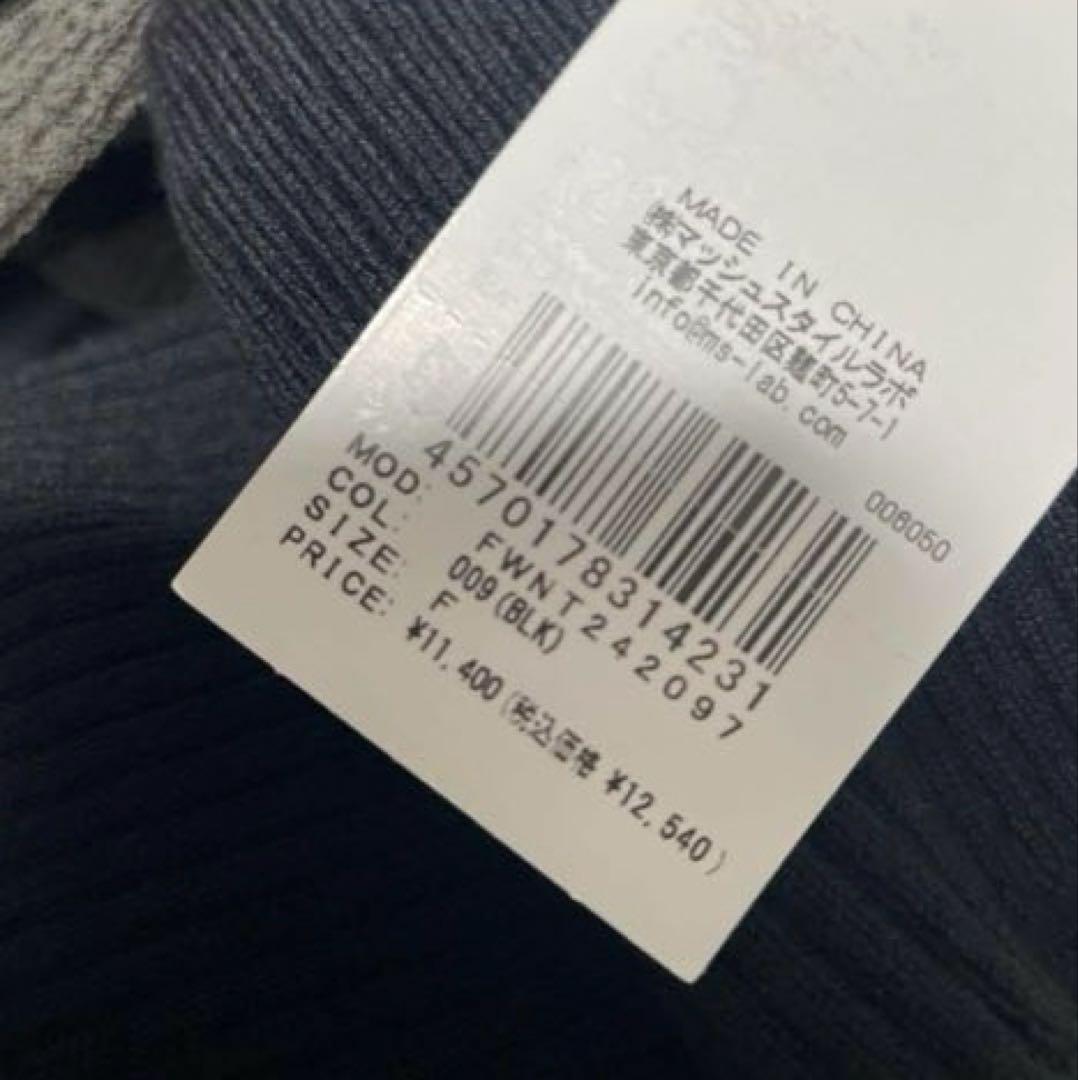 MADE IN CHINA
㈱マッシュスタイルラボ
東京都千代田区麹町5-7-1
info@ms-lab.com
006050
4570178314231
MOD: FWNT242097
COL: 009(BLK)
SIZE: F
PRICE: ¥11,400(税込価格 ¥12,540)